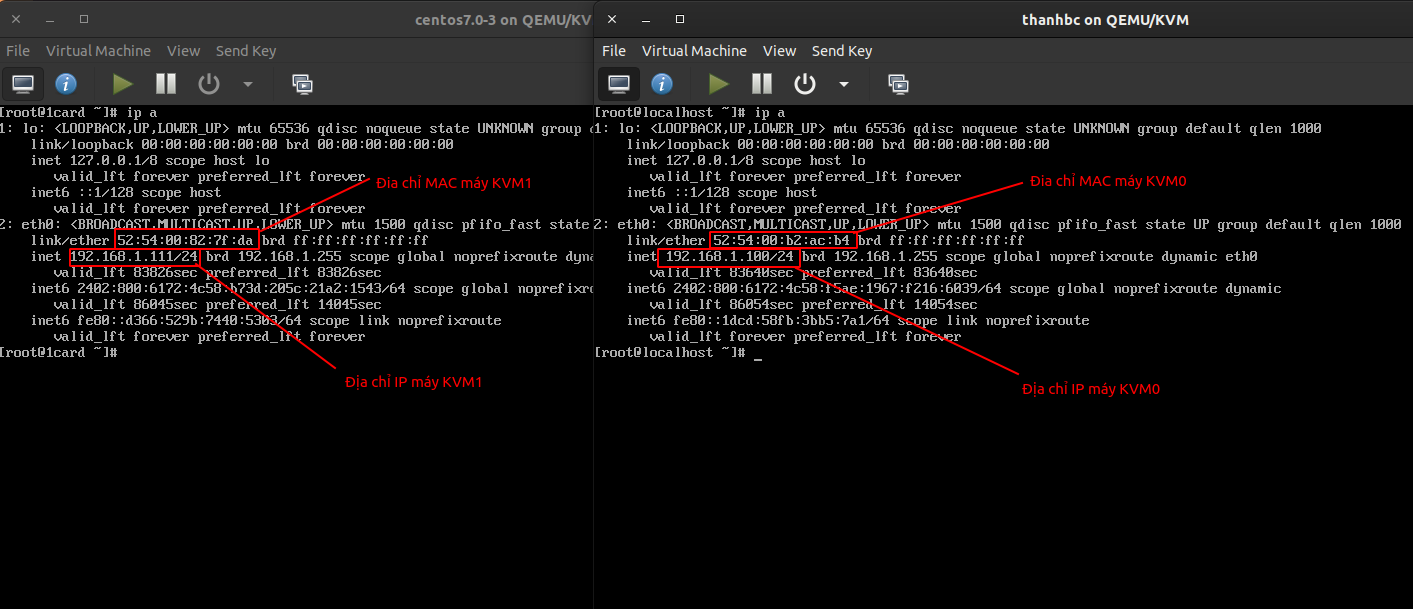 centos7.0-3 on QEMU/KV
File Virtual Machine View Send Key
[root@1card ~]# ip a
1: lo: <LOOPBACK,UP,LOWER_UP> mtu 65536 qdisc noqueue state UNKNOWN group
link/loopback 00:00:00:00:00:00 brd 00:00:00:00:00:00
inet 127.0.0.1/8 scope host lo
valid_lft forever preferred_lft forever
Đia chỉ MAC máy KVM1
inet6 ::1/128 scope host
valid_lft forever preferred_lft forever
2: eth0: <BROADCAST,MULTICAST,UP,LOWER_UP> mtu 1500 qdisc pfifo_fast state
link/ether 52:54:00:82:7f:da brd ff:ff:ff:ff:ff:ff
inet 192.168.1.111/24 brd 192.168.1.255 scope global noprefixroute dyna
valid_lft 83826sec preferred_lft 83826sec
inet6 2402:800:6172:4c58:b73d:205c:21a2:1543/64 scope global noprefixro
valid_lft 86045sec preferred_lft 14045sec
inet6 fe80::d366:529b:7440:5303/64 scope link noprefixroute
valid_lft forever preferred_lft forever
[root@1card ~]#
Địa chỉ IP máy KVM1
thanhbc on QEMU/KVM
File Virtual Machine View Send Key
[root@localhost ~]# ip a
1: lo: <LOOPBACK,UP,LOWER_UP> mtu 65536 qdisc noqueue state UNKNOWN group default qlen 1000
link/loopback 00:00:00:00:00:00 brd 00:00:00:00:00:00
inet 127.0.0.1/8 scope host lo
valid_lft forever preferred_lft forever
Đia chỉ MAC máy KVM0
inet6 ::1/128 scope host
valid_lft forever preferred_lft forever
2: eth0: <BROADCAST,MULTICAST,UP,LOWER_UP> mtu 1500 qdisc pfifo_fast state UP group default qlen 1000
link/ether 52:54:00:b2:ac:b4 brd ff:ff:ff:ff:ff:ff
inet 192.168.1.100/24 brd 192.168.1.255 scope global noprefixroute dynamic eth0
valid_lft 83640sec preferred_lft 83640sec
inet6 2402:800:6172:4c58:f5ae:1967:f216:6039/64 scope global noprefixroute dynamic
valid_lft 86054sec preferred_lft 14054sec
inet6 fe80::1dcd:58fb:3bb5:7a1/64 scope link noprefixroute
valid_lft forever preferred_lft forever
[root@localhost ~]# _
Địa chỉ IP máy KVM0